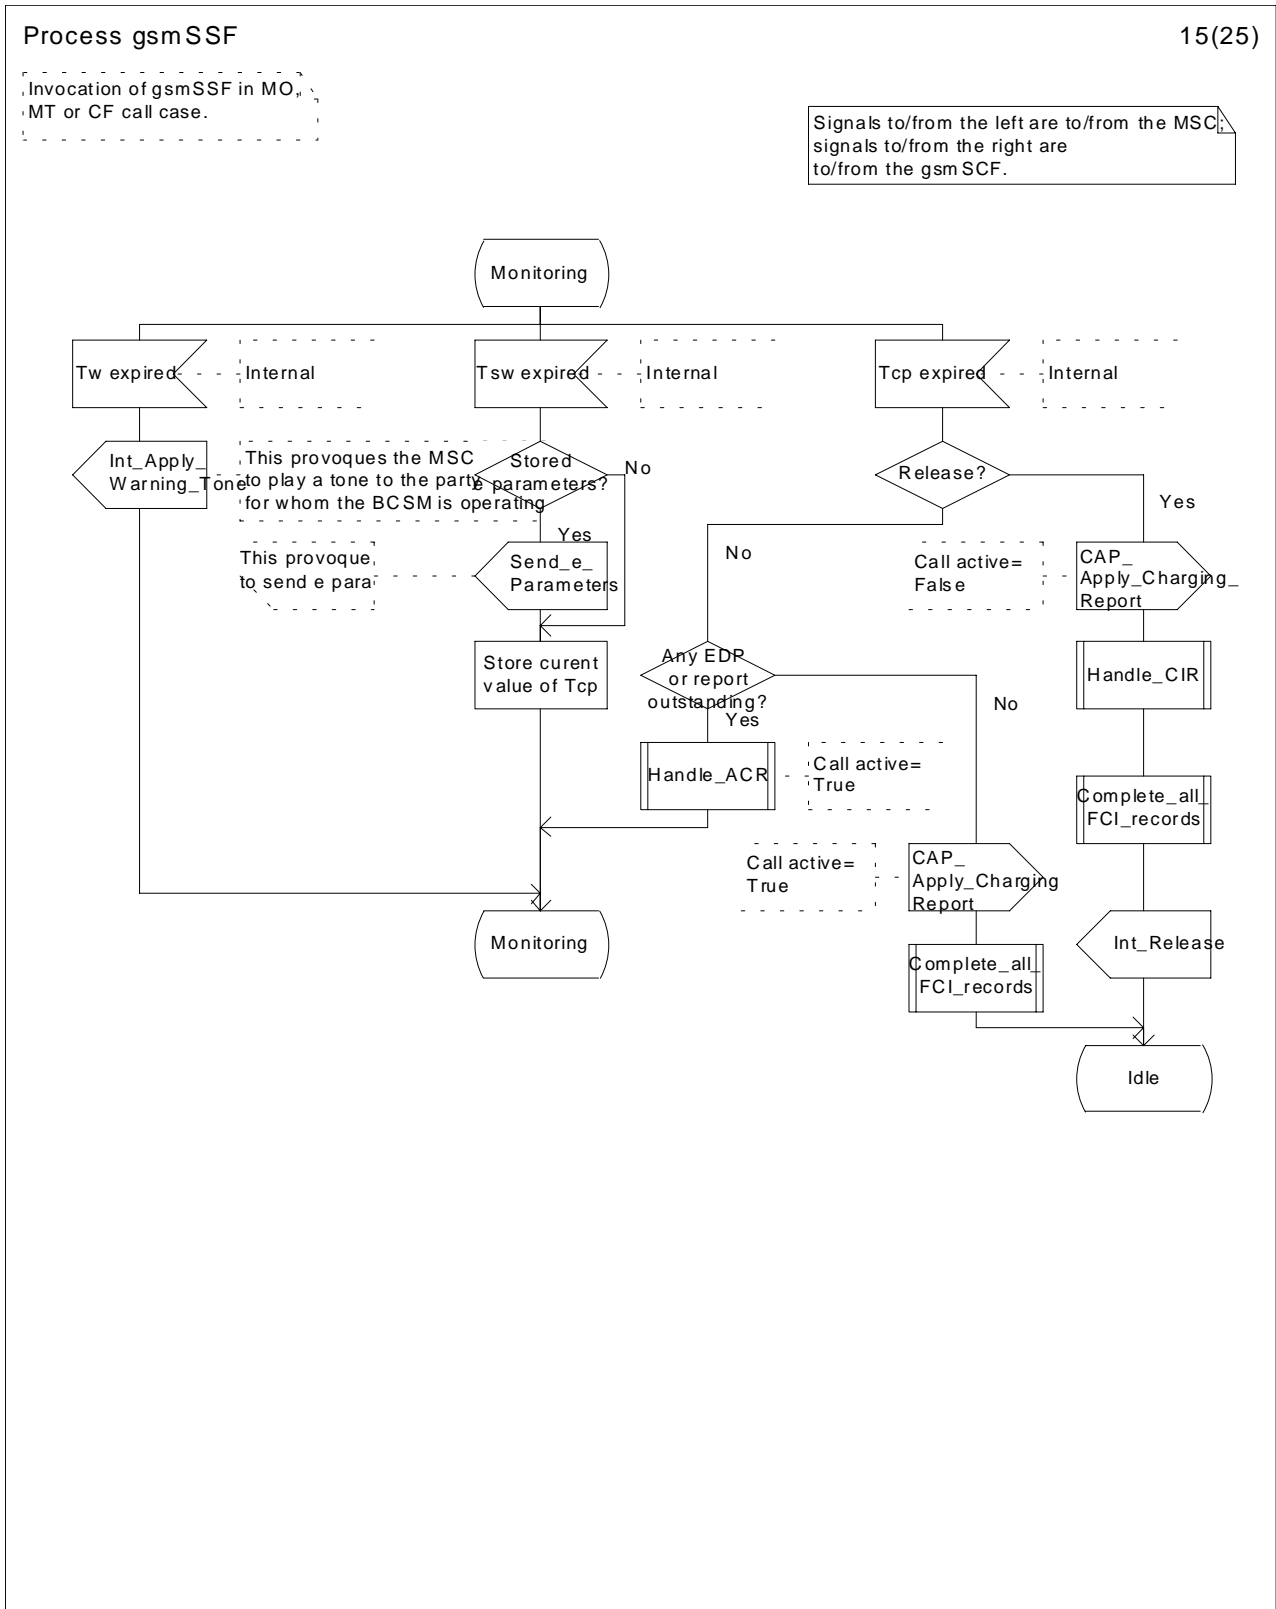 Process gsmSSF
15(25)
Invocation of gsmSSF in MO,
MT or CF call case.
Signals to/from the left are to/from the MSC;
signals to/from the right are
to/from the gsmSCF.
Monitoring
Tw expired
Internal
Tsw expired
Internal
Tcp expired
Internal
Int_Apply_
Warning_Tone
This provoques the MSC
to play a tone to the party
for whom the BCSM is operating
Stored
e parameters?
No
Yes
Release?
Yes
No
This provoque
to send e para
Send_e_
Parameters
Call active=
False
CAP_
Apply_Charging_
Report
Store curent
value of Tcp
Any EDP
or report
outstanding?
Yes
No
Handle_CIR
Handle_ACR
Call active=
True
Complete_all_
FCI_records
Call active=
True
CAP_
Apply_Charging
Report
Monitoring
Int_Release
Complete_all_
FCI_records
Idle